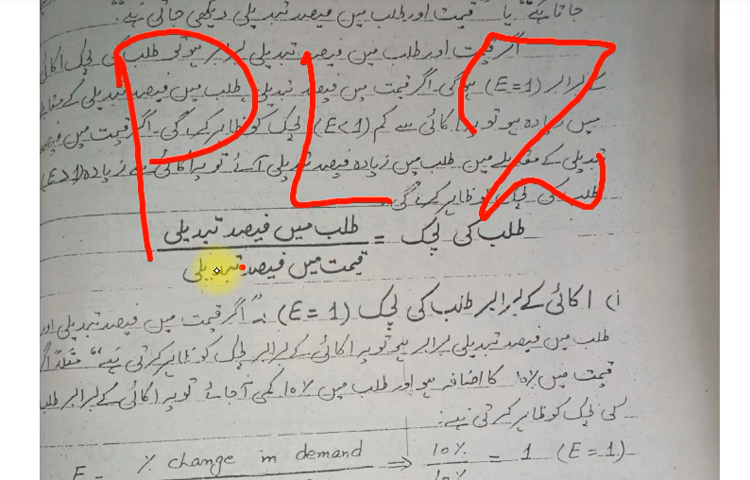 جاتا ہے" یا "قیمت اور طلب میں فیصد تبدیلی دیکھی جاتی ہے"
اگر قیمت اور طلب میں فیصد تبدیلی برابر ہو تو طلب کی لچک اکائی
کے برابر (E=1) ہوگی۔ اگر قیمت میں فیصد تبدیلی طلب میں فیصد تبدیلی کے
میں زیادہ ہو تو یہ اکائی سے کم (E<1) لچک کو ظاہر کرے گی۔ اگر قیمت میں فیصد
تبدیلی کے مقابلے میں طلب میں زیادہ فیصد تبدیلی آئے تو یہ اکائی سے زیادہ (E>1)
طلب کی لچک کو ظاہر کرے گی۔
PLZ
طلب کی لچک = طلب میں فیصد تبدیلی
قیمت میں فیصد تبدیلی
i) اکائی کے برابر طلب کی لچک (E=1) :۔ "اگر قیمت میں فیصد تبدیلی اور
طلب میں فیصد تبدیلی برابر ہو تو یہ اکائی کے برابر لچک کو ظاہر کرتی ہے" مثلاً اگر
قیمت میں 10% کا اضافہ ہو اور طلب میں 10% کمی آ جائے تو یہ اکائی کے برابر طلب
کی لچک کو ظاہر کرتی ہے۔
E = % change in demand ⇒ 10% = 1 (E=1)
10%